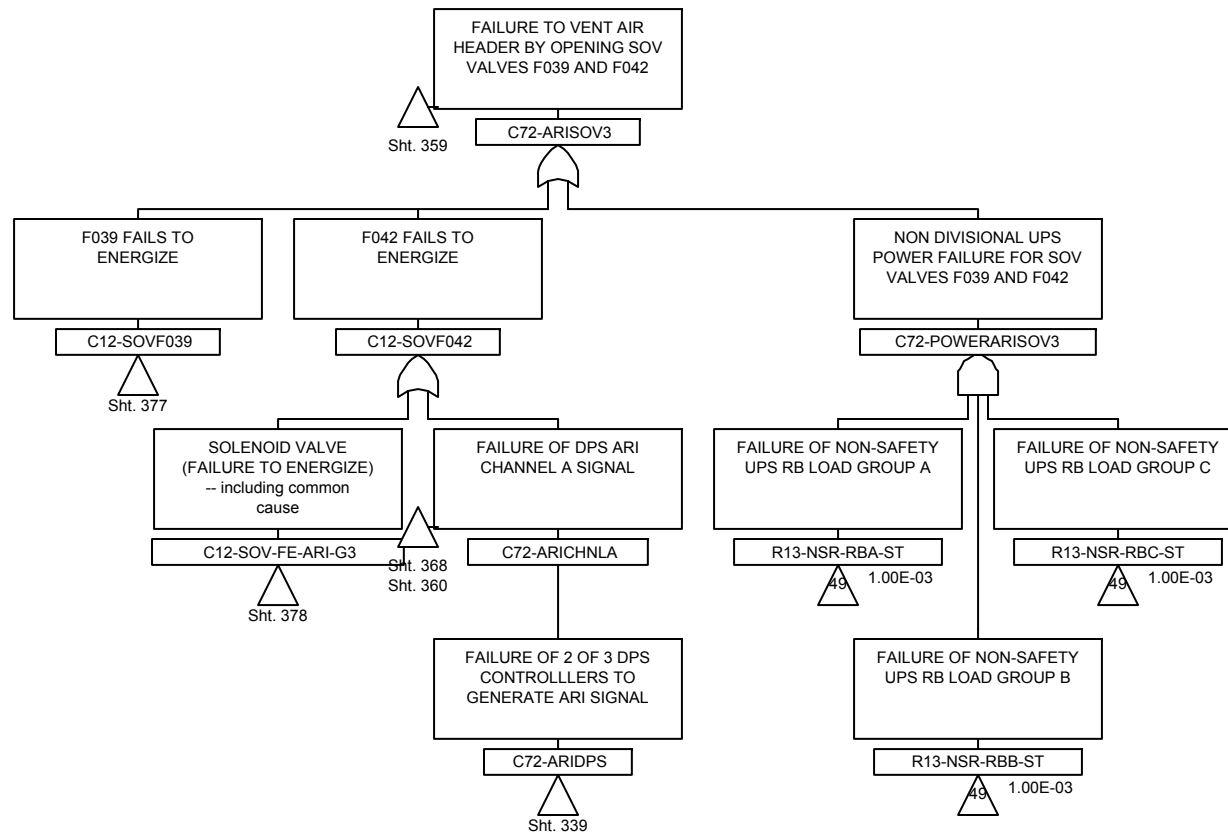 FAILURE TO VENT AIR
HEADER BY OPENING SOV
VALVES F039 AND F042
Sht. 359
C72-ARISOV3
F039 FAILS TO
ENERGIZE
C12-SOVF039
Sht. 377
F042 FAILS TO
ENERGIZE
C12-SOVF042
NON DIVISIONAL UPS
POWER FAILURE FOR SOV
VALVES F039 AND F042
C72-POWERARISOV3
SOLENOID VALVE
(FAILURE TO ENERGIZE)
-- including common
cause
C12-SOV-FE-ARI-G3
Sht. 378
FAILURE OF DPS ARI
CHANNEL A SIGNAL
Sht. 368
Sht. 360
C72-ARICHNLA
FAILURE OF NON-SAFETY
UPS RB LOAD GROUP A
R13-NSR-RBA-ST
49
1.00E-03
FAILURE OF NON-SAFETY
UPS RB LOAD GROUP C
R13-NSR-RBC-ST
49
1.00E-03
FAILURE OF 2 OF 3 DPS
CONTROLLLERS TO
GENERATE ARI SIGNAL
C72-ARIDPS
Sht. 339
FAILURE OF NON-SAFETY
UPS RB LOAD GROUP B
R13-NSR-RBB-ST
49
1.00E-03